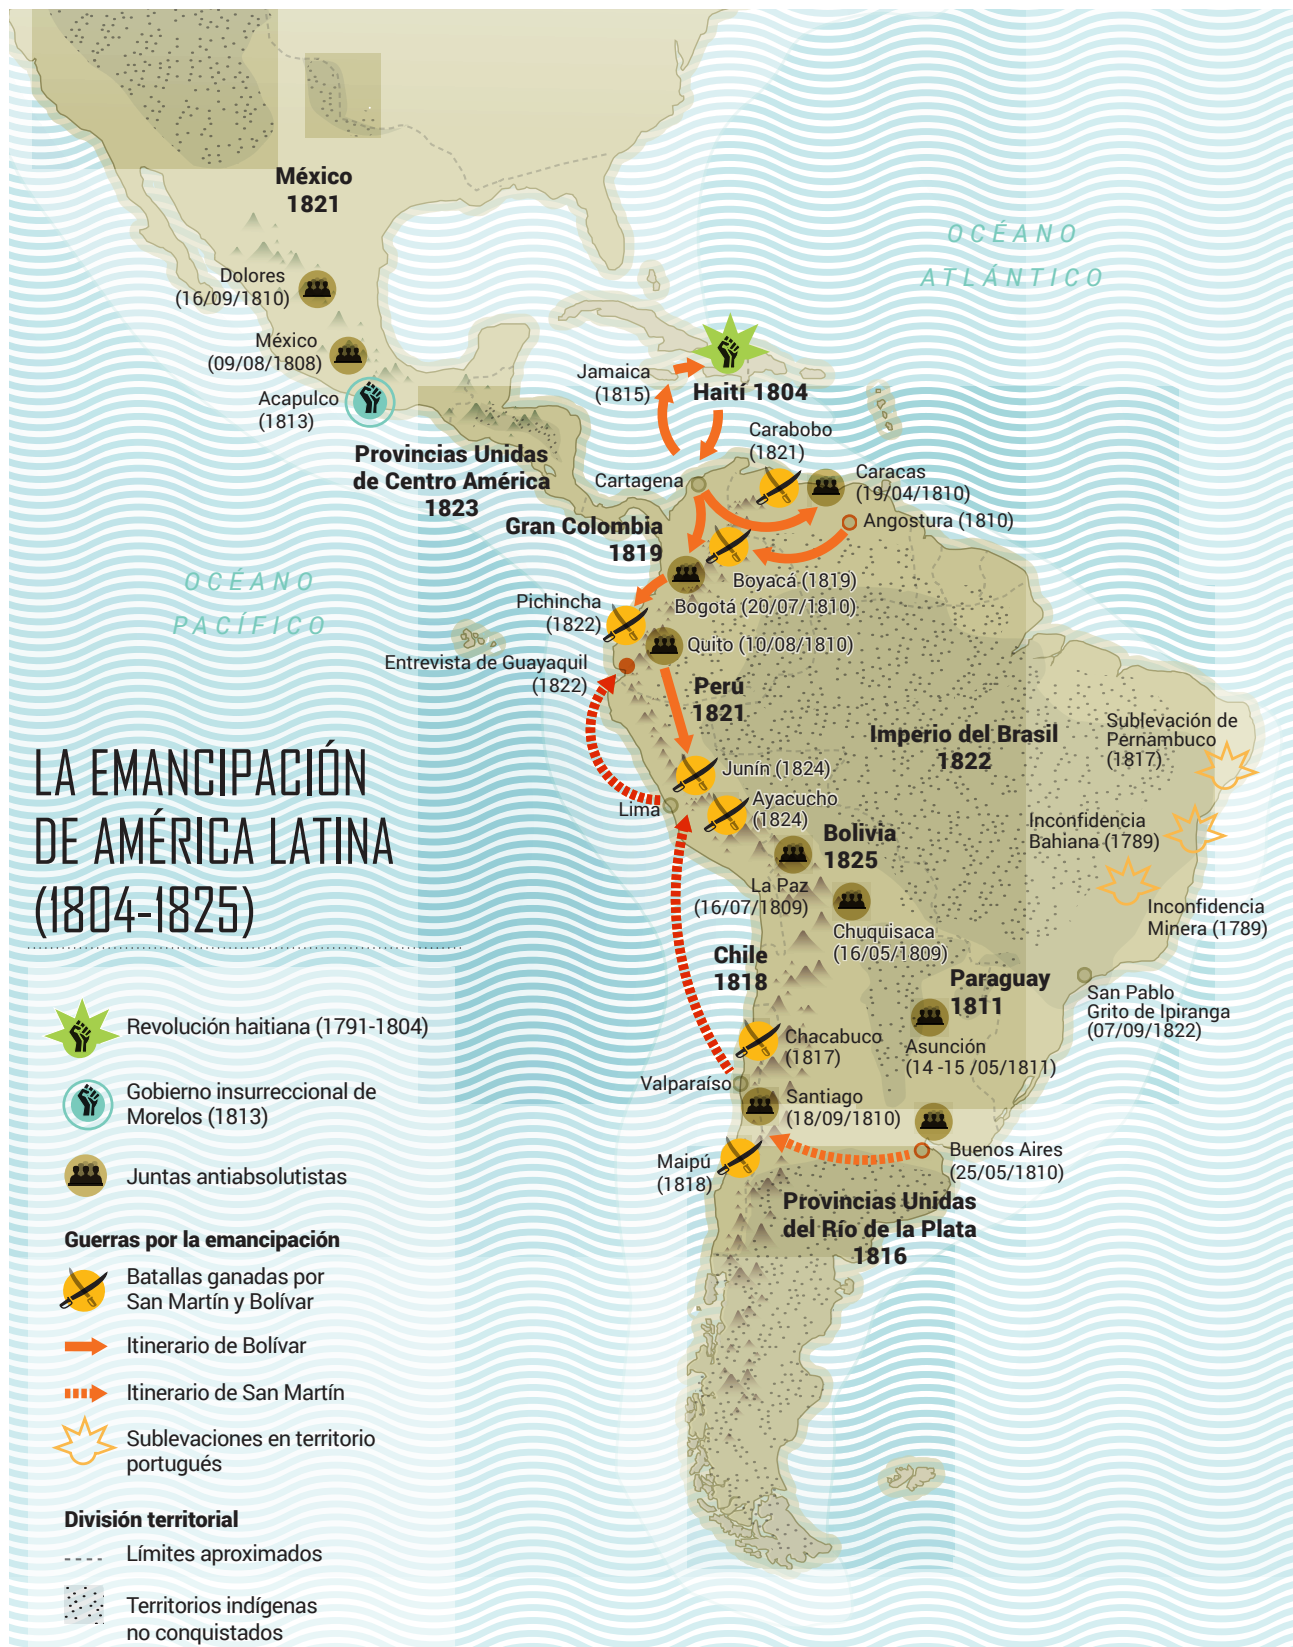 México
1821
OCÉANO
ATLÁNTICO
Dolores
(16/09/1810)
México
(09/08/1808)
Acapulco
(1813)
Jamaica
(1815)
Haití 1804
Carabobo
(1821)
Provincias Unidas
de Centro América
1823
Cartagena
Caracas
(19/04/1810)
Angostura (1810)
Gran Colombia
1819
OCÉANO
PACÍFICO
Boyacá (1819)
Bogotá (20/07/1810)
Pichincha
(1822)
Quito (10/08/1810)
Entrevista de Guayaquil
(1822)
Perú
1821
Imperio del Brasil
1822
Sublevación de
Pernambuco
(1817)
Junín (1824)
Lima
Ayacucho
(1824)
Inconfidencia
Bahiana (1789)
Bolivia
1825
La Paz
(16/07/1809)
Inconfidencia
Minera (1789)
Chuquisaca
(16/05/1809)
Chile
1818
Paraguay
1811
San Pablo
Grito de Ipiranga
(07/09/1822)
Chacabuco
(1817)
Asunción
(14 -15 /05/1811)
Valparaíso
Santiago
(18/09/1810)
Maipú
(1818)
Buenos Aires
(25/05/1810)
Provincias Unidas
del Río de la Plata
1816
LA EMANCIPACIÓN
DE AMÉRICA LATINA
(1804-1825)
Revolución haitiana (1791-1804)
Gobierno insurreccional de
Morelos (1813)
Juntas antiabsolutistas
Guerras por la emancipación
Batallas ganadas por
San Martín y Bolívar
Itinerario de Bolívar
Itinerario de San Martín
Sublevaciones en territorio
portugués
División territorial
Límites aproximados
Territorios indígenas
no conquistados